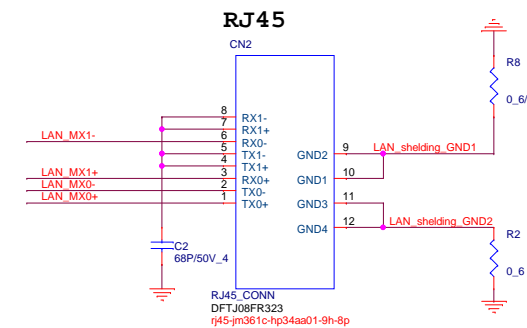 RJ45
CN2
R8
0_6/
8 RX1-
7 RX1+
LAN_MX1- 6 RX0-
5 TX1-
4 TX1+
LAN_MX1+ 3 RX0+
LAN_MX0- 2 TX0-
LAN_MX0+ 1 TX0+
GND2 9 LAN_shelding_GND1
GND1 10
GND3 11
GND4 12 LAN_shelding_GND2
R2
0_6
C2
68P/50V_4
RJ45_CONN
DFTJ08FR323
rj45-jm361c-hp34aa01-9h-8p